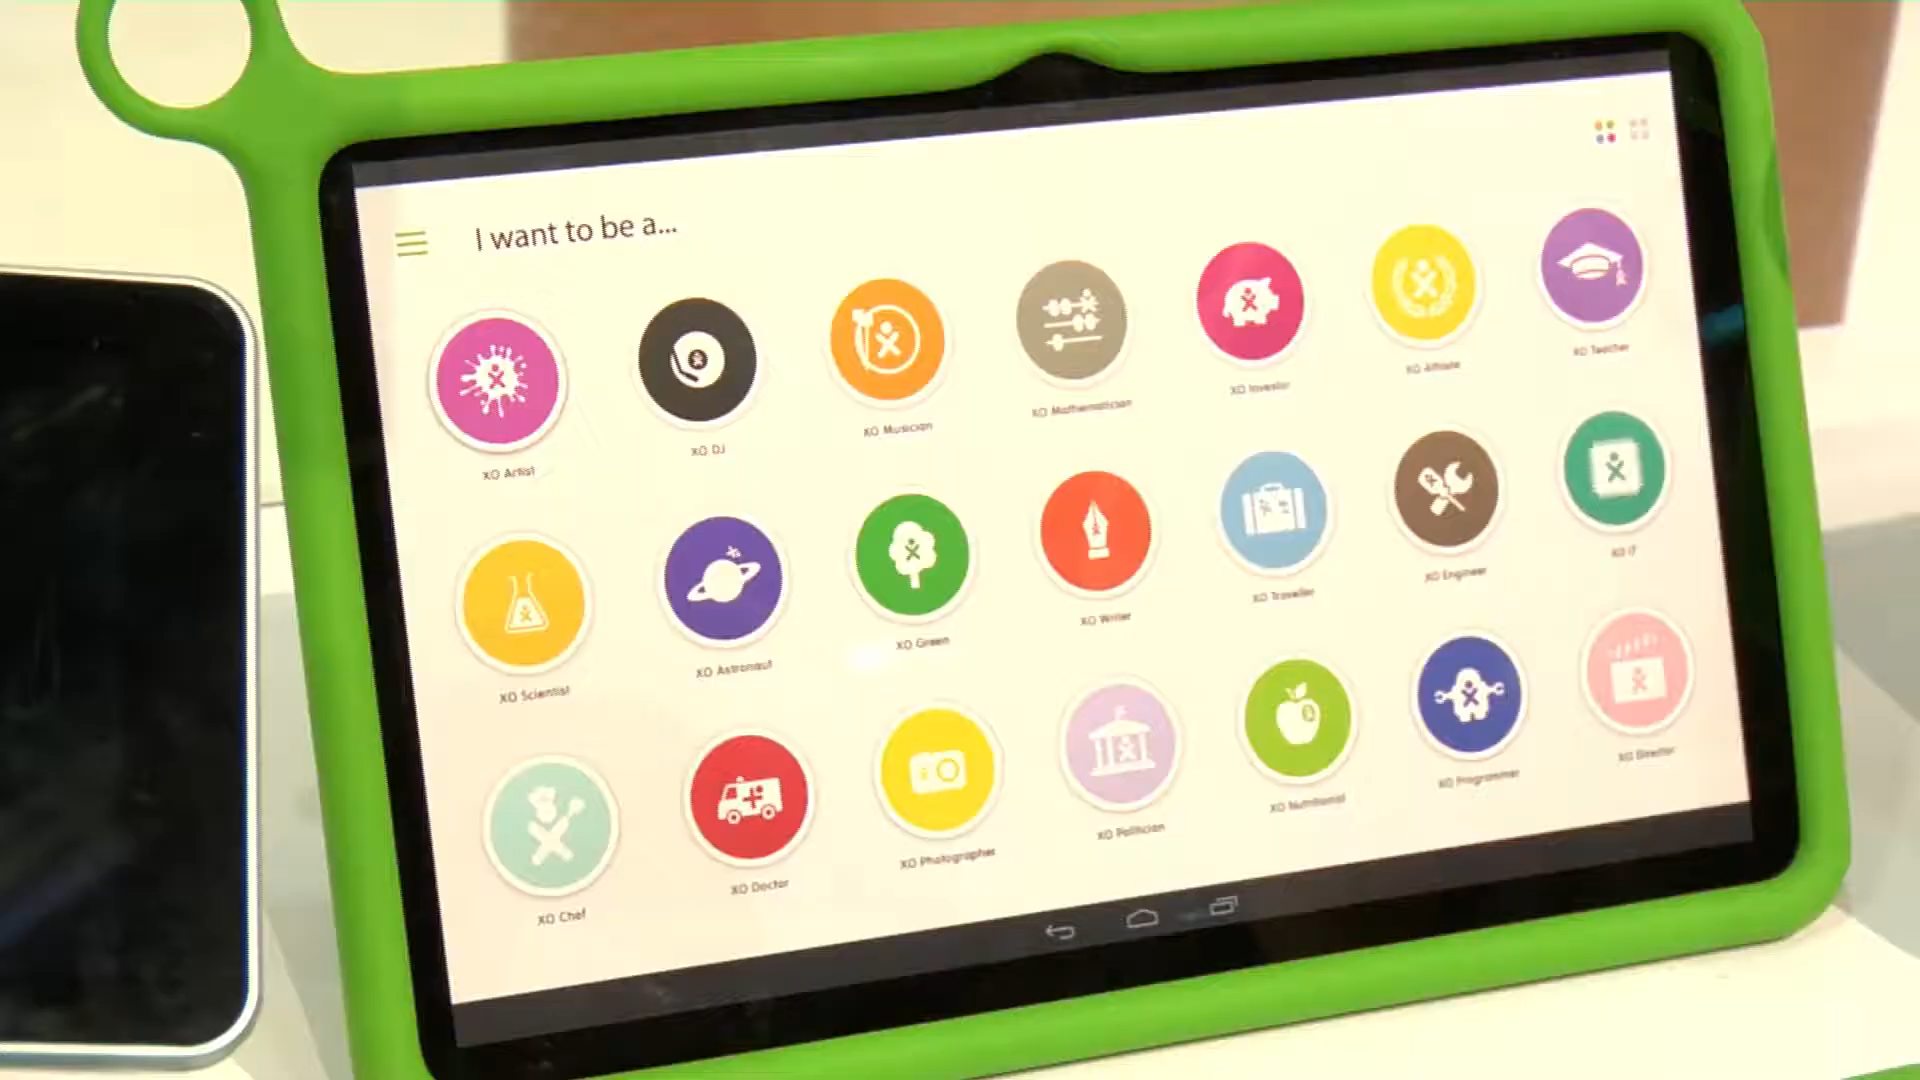 I want to be a...
XO Artist
XO DJ
XO Musician
XO Mathematician
XO Investor
XO Athlete
XO Teacher
XO Scientist
XO Astronaut
XO Green
XO Writer
XO Traveller
XO Engineer
XO IT
XO Chef
XO Doctor
XO Photographer
XO Politician
XO Nutritionist
XO Programmer
XO Director